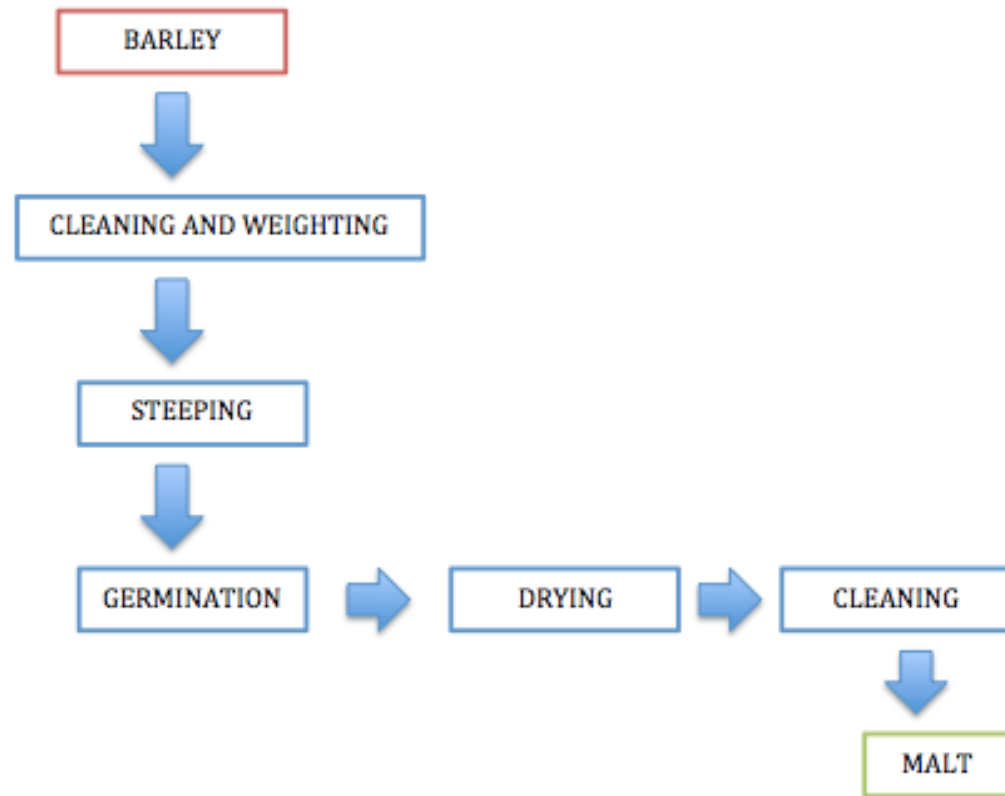 BARLEY
CLEANING AND WEIGHTING
STEEPING
GERMINATION
DRYING
CLEANING
MALT